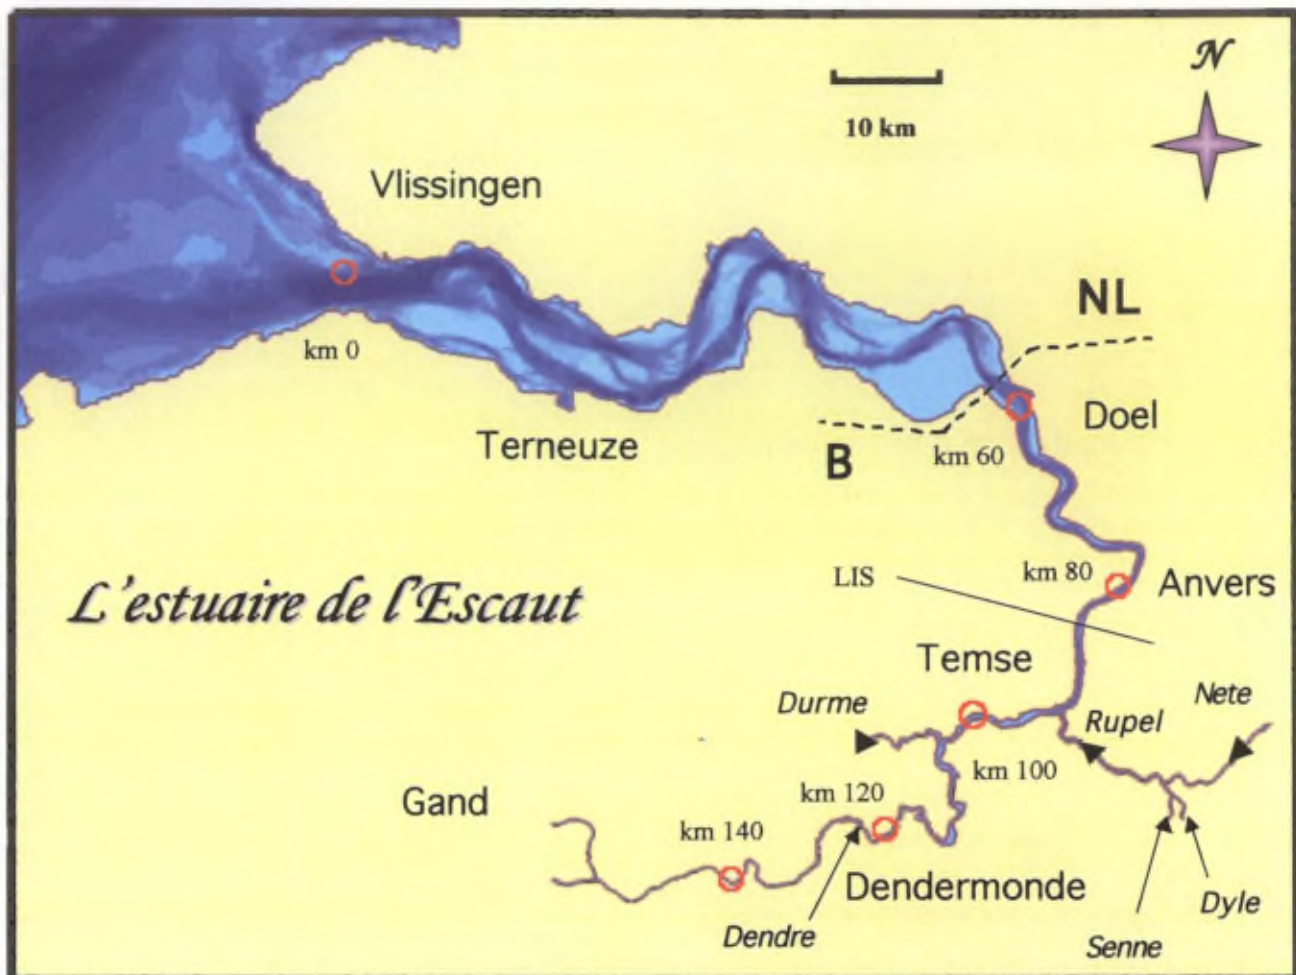 N
10 km
Vlissingen
NL
km 0
Doel
Terneuze
B
km 60
LIS
km 80
Anvers
L'estuaire de l'Escaut
Temse
Durme
Nete
Rupel
km 100
Gand
km 120
km 140
Dendermonde
Dyle
Dendre
Senne